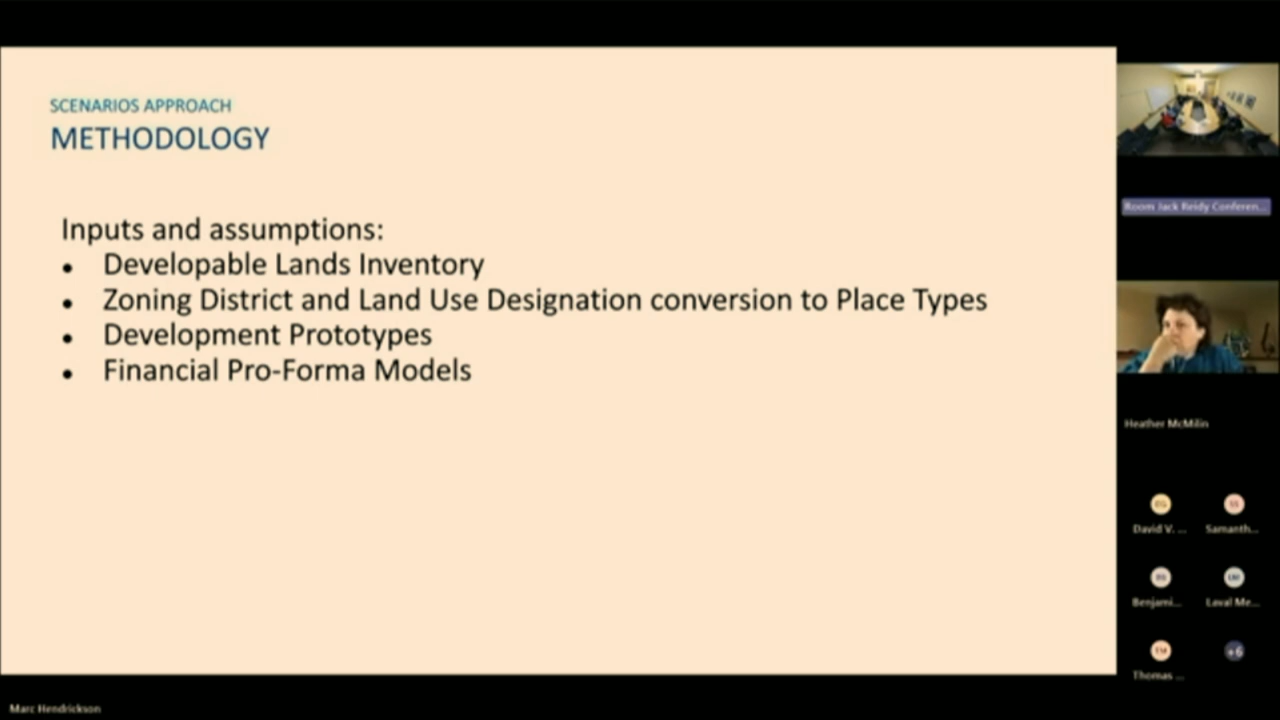 SCENARIOS APPROACH
METHODOLOGY
Inputs and assumptions:
• Developable Lands Inventory
• Zoning District and Land Use Designation conversion to Place Types
• Development Prototypes
• Financial Pro-Forma Models
Room Jack Reidy Conferen...
Heather McMilin
David V. ...
Samanth...
Benjami...
Laval Me...
TM
Thomas ...
+6
Marc Hendrickson